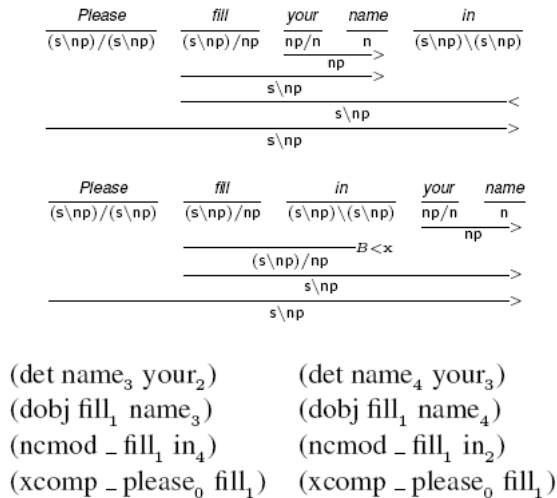 Please fill your name in
(s\np)/(s\np) (s\np)/np np/n n (s\np)\(s\np)
>
np
>
s\np
<
s\np
>
s\np
Please fill in your name
(s\np)/(s\np) (s\np)/np (s\np)\(s\np) np/n n
>
np
B<x
(s\np)/np
>
s\np
>
s\np
(det name₃ your₂) (det name₄ your₃)
(dobj fill₁ name₃) (dobj fill₁ name₄)
(ncmod _ fill₁ in₄) (ncmod _ fill₁ in₂)
(xcomp _ please₀ fill₁) (xcomp _ please₀ fill₁)